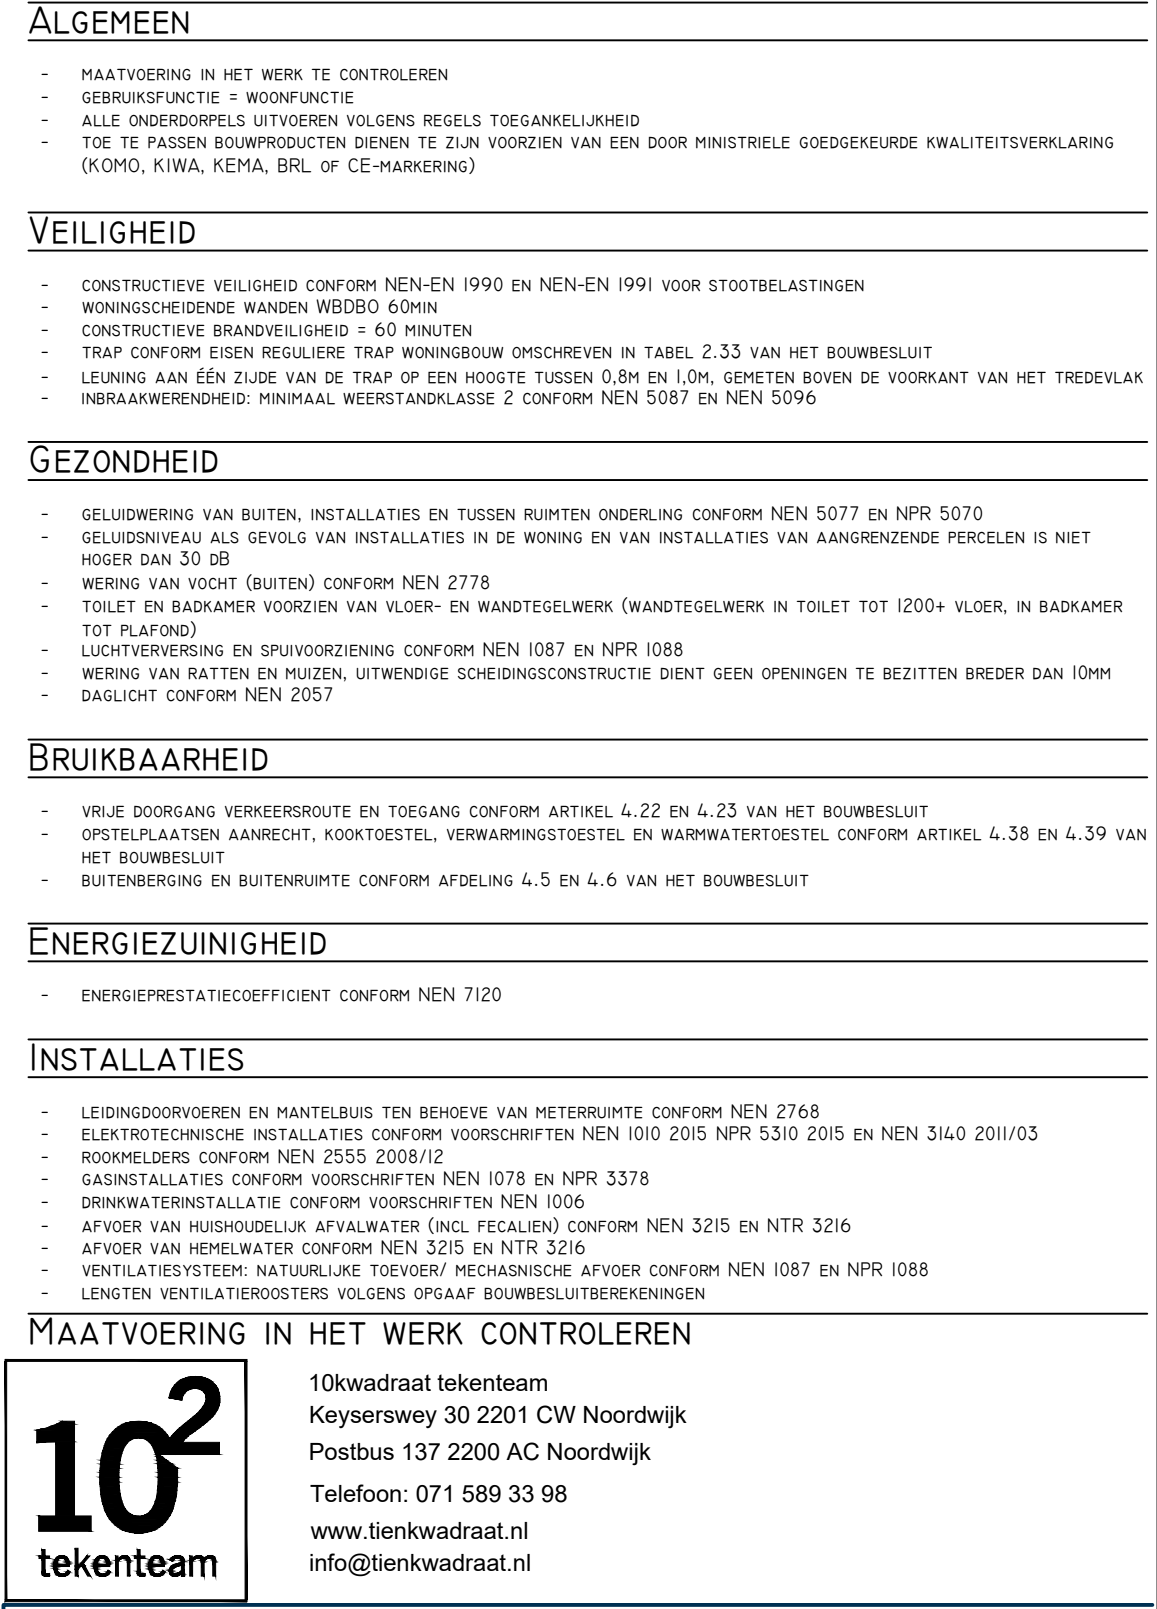 Algemeen
- maatvoering in het werk te controleren
- gebruiksfunctie = woonfunctie
- alle onderdorpels uitvoeren volgens regels toegankelijkheid
- toe te passen bouwproducten dienen te zijn voorzien van een door ministriele goedgekeurde kwaliteitsverklaring
(KOMO, KIWA, KEMA, BRL of CE-markering)
Veiligheid
- constructieve veiligheid conform NEN-EN 1990 en NEN-EN 1991 voor stootbelastingen
- woningscheidende wanden WBDBO 60min
- constructieve brandveiligheid = 60 minuten
- trap conform eisen reguliere trap woningbouw omschreven in tabel 2.33 van het bouwbesluit
- leuning aan één zijde van de trap op een hoogte tussen 0,8m en 1,0m, gemeten boven de voorkant van het tredevlak
- inbraakwerendheid: minimaal weerstandklasse 2 conform NEN 5087 en NEN 5096
Gezondheid
- geluidwering van buiten, installaties en tussen ruimten onderling conform NEN 5077 en NPR 5070
- geluidsniveau als gevolg van installaties in de woning en van installaties van aangrenzende percelen is niet
hoger dan 30 dB
- wering van vocht (buiten) conform NEN 2778
- toilet en badkamer voorzien van vloer- en wandtegelwerk (wandtegelwerk in toilet tot 1200+ vloer, in badkamer
tot plafond)
- luchtverversing en spuivoorziening conform NEN 1087 en NPR 1088
- wering van ratten en muizen, uitwendige scheidingsconstructie dient geen openingen te bezitten breder dan 10mm
- daglicht conform NEN 2057
Bruikbaarheid
- vrije doorgang verkeersroute en toegang conform artikel 4.22 en 4.23 van het bouwbesluit
- opstelplaatsen aanrecht, kooktoestel, verwarmingstoestel en warmwatertoestel conform artikel 4.38 en 4.39 van
het bouwbesluit
- buitenberging en buitenruimte conform afdeling 4.5 en 4.6 van het bouwbesluit
Energiezuinigheid
- energieprestatiecoefficient conform NEN 7120
Installaties
- leidingdoorvoeren en mantelbuis ten behoeve van meterruimte conform NEN 2768
- elektrotechnische installaties conform voorschriften NEN 1010 2015 NPR 5310 2015 en NEN 3140 2011/03
- rookmelders conform NEN 2555 2008/12
- gasinstallaties conform voorschriften NEN 1078 en NPR 3378
- drinkwaterinstallatie conform voorschriften NEN 1006
- afvoer van huishoudelijk afvalwater (incl fecalien) conform NEN 3215 en NTR 3216
- afvoer van hemelwater conform NEN 3215 en NTR 3216
- ventilatiesysteem: natuurlijke toevoer/ mechasnische afvoer conform NEN 1087 en NPR 1088
- lengten ventilatieroosters volgens opgaaf bouwbesluitberekeningen
Maatvoering in het werk controleren
10²
tekenteam
10kwadraat tekenteam
Keyserswey 30 2201 CW Noordwijk
Postbus 137 2200 AC Noordwijk
Telefoon: 071 589 33 98
www.tienkwadraat.nl
info@tienkwadraat.nl